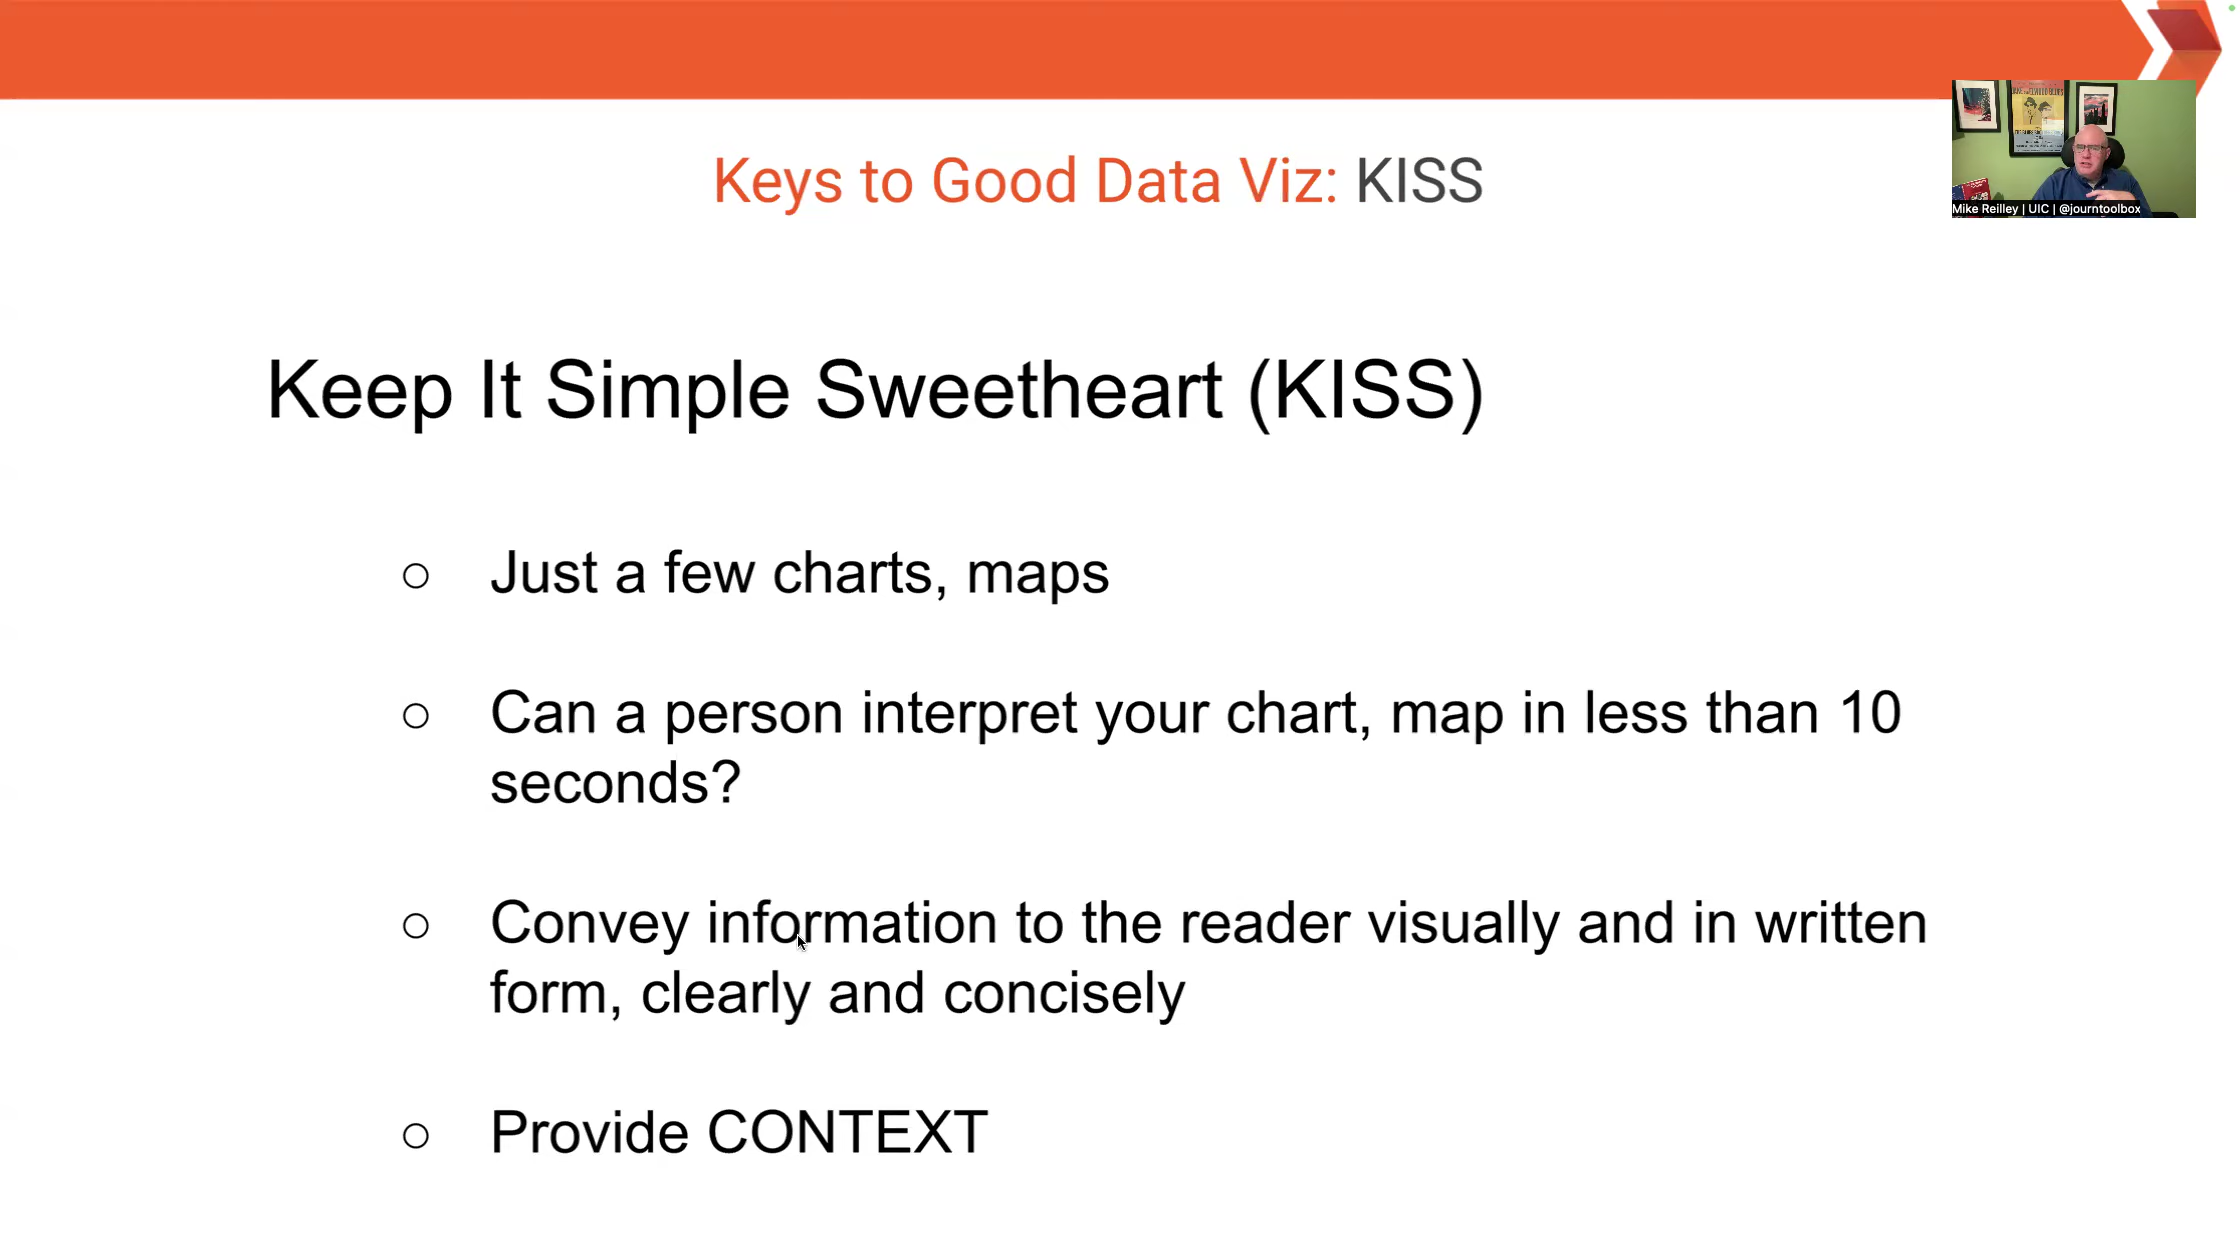 Keys to Good Data Viz: KISS
Mike Reilley | UIC | @journtoolbox
Keep It Simple Sweetheart (KISS)
Just a few charts, maps
Can a person interpret your chart, map in less than 10
seconds?
Convey information to the reader visually and in written
form, clearly and concisely
Provide CONTEXT